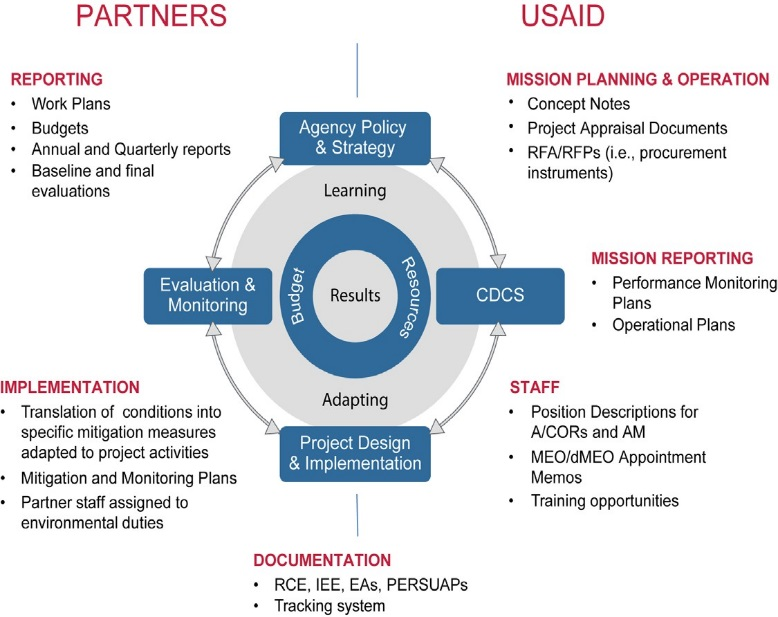 PARTNERS
USAID
REPORTING
• Work Plans
• Budgets
• Annual and Quarterly reports
• Baseline and final
evaluations
MISSION PLANNING & OPERATION
• Concept Notes
• Project Appraisal Documents
• RFA/RFPs (i.e., procurement
instruments)
Agency Policy
& Strategy
Learning
Evaluation &
Monitoring
Budget
Results
Resources
CDCS
MISSION REPORTING
• Performance Monitoring
Plans
• Operational Plans
Adapting
Project Design
& Implementation
IMPLEMENTATION
• Translation of conditions into
specific mitigation measures
adapted to project activities
• Mitigation and Monitoring Plans
• Partner staff assigned to
environmental duties
STAFF
• Position Descriptions for
A/CORs and AM
• MEO/dMEO Appointment
Memos
• Training opportunities
DOCUMENTATION
• RCE, IEE, EAs, PERSUAPs
• Tracking system